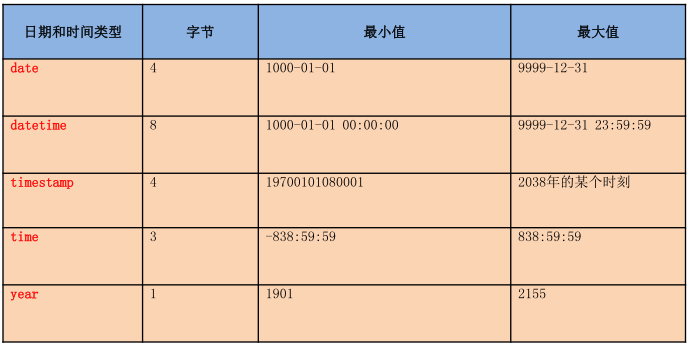 日期和时间类型 字节 最小值 最大值
date 4 1000-01-01 9999-12-31
datetime 8 1000-01-01 00:00:00 9999-12-31 23:59:59
timestamp 4 19700101080001 2038年的某个时刻
time 3 -838:59:59 838:59:59
year 1 1901 2155